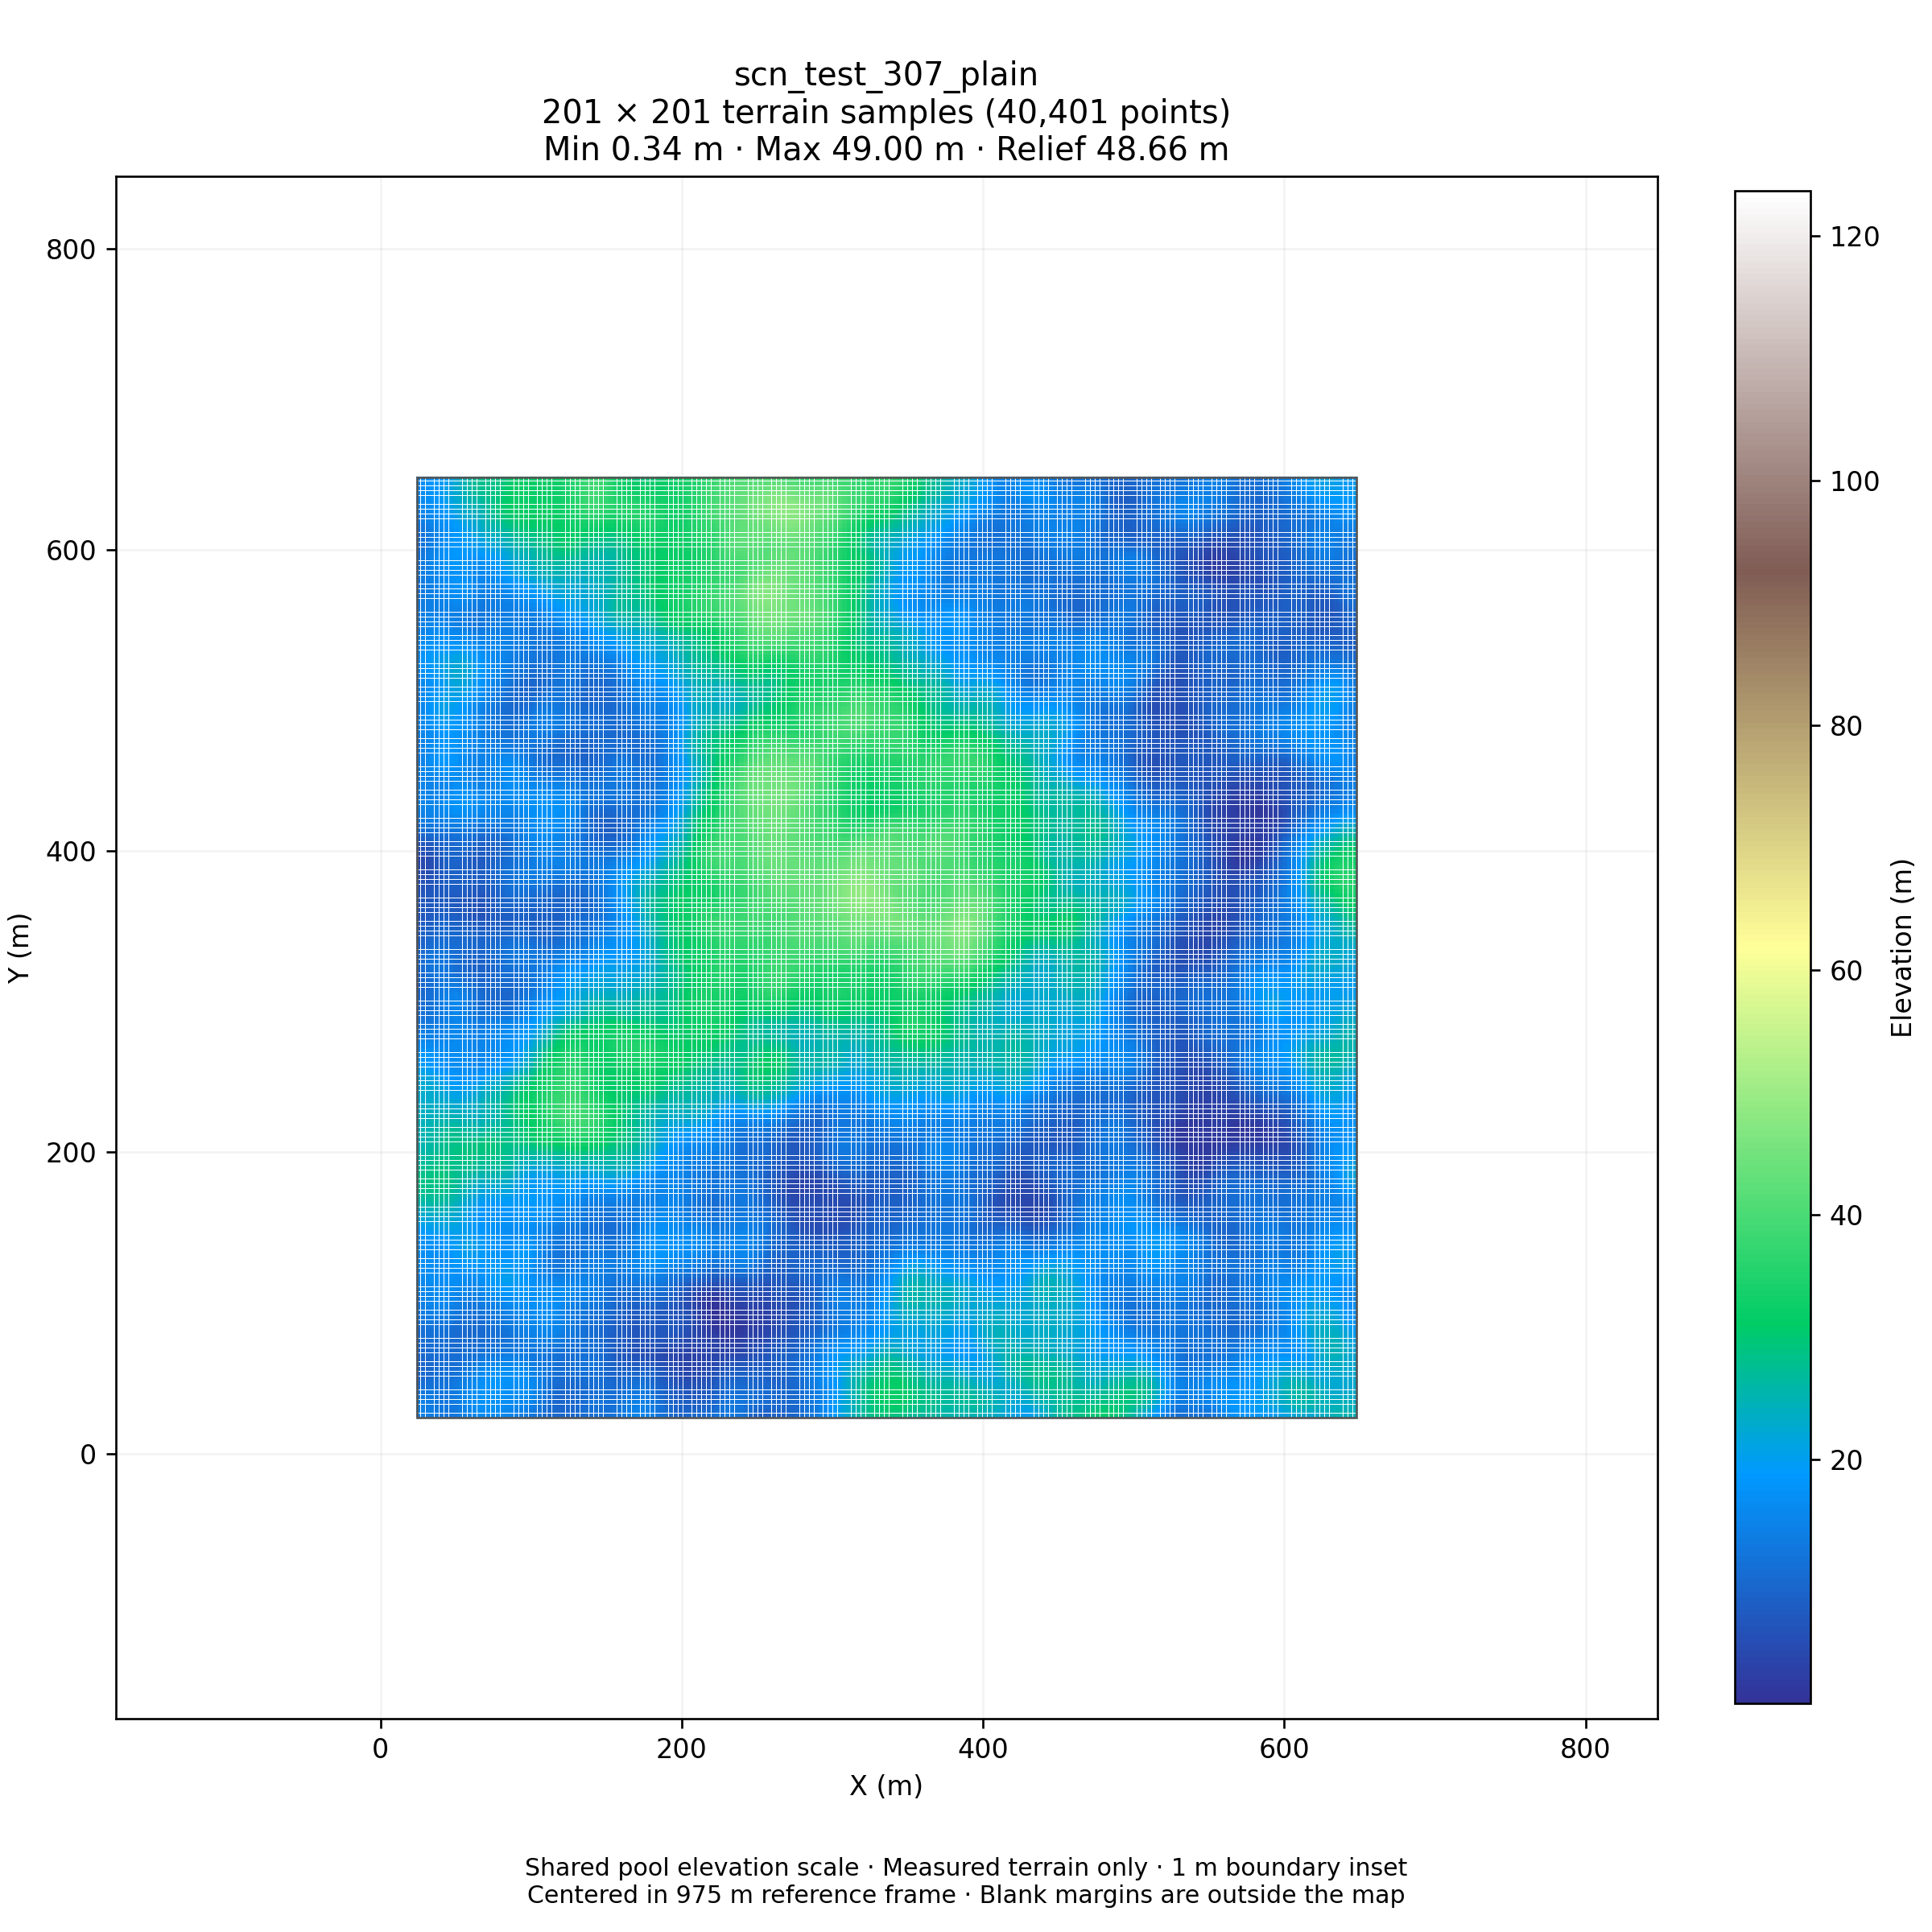 scn_test_307_plain
201 × 201 terrain samples (40,401 points)
Min 0.34 m · Max 49.00 m · Relief 48.66 m
800
600
400
200
0
Y (m)
0
200
400
600
800
X (m)
120
100
80
60
40
20
Elevation (m)
Shared pool elevation scale · Measured terrain only · 1 m boundary inset
Centered in 975 m reference frame · Blank margins are outside the map